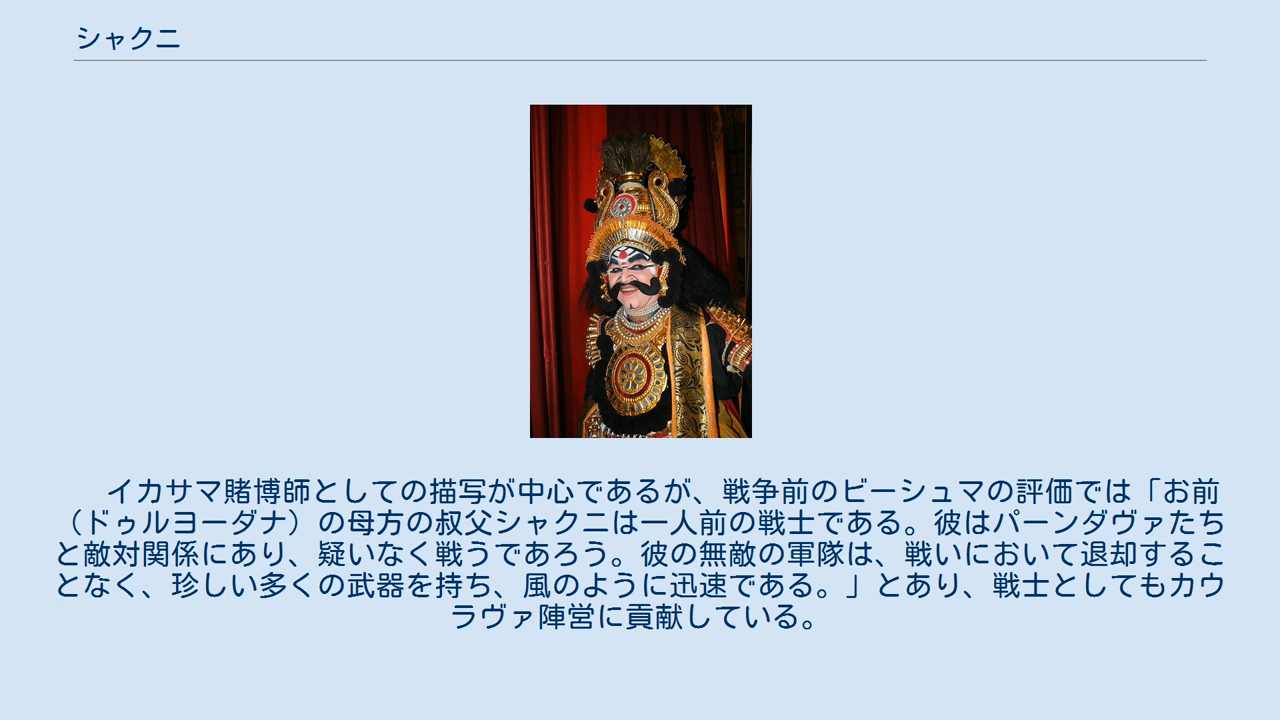 シャクニ
イカサマ賭博師としての描写が中心であるが、戦争前のビーシュマの評価では「お前
（ドゥルヨーダナ）の母方の叔父シャクニは一人前の戦士である。彼はパーンダヴァたち
と敵対関係にあり、疑いなく戦うであろう。彼の無敵の軍隊は、戦いにおいて退却するこ
となく、珍しい多くの武器を持ち、風のように迅速である。」とあり、戦士としてもカウ
ラヴァ陣営に貢献している。